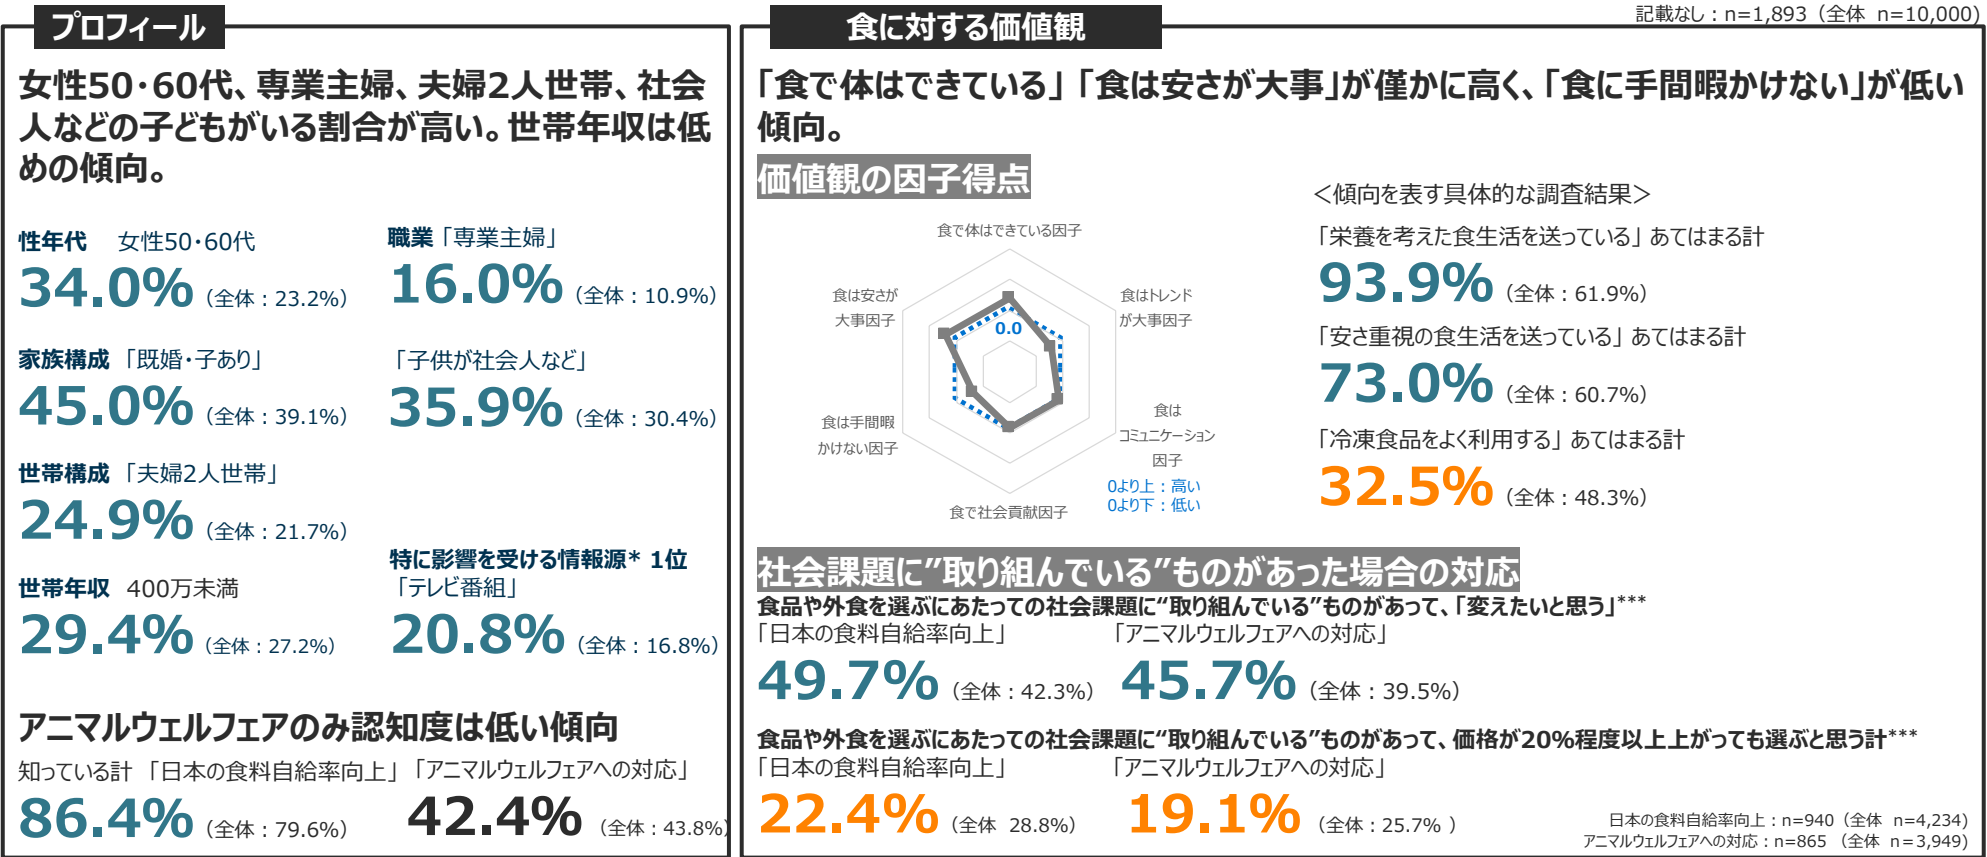 プロフィール
女性50・60代、専業主婦、夫婦2人世帯、社会
人などの子どもがいる割合が高い。世帯年収は低
めの傾向。
性年代 女性50・60代
34.0% (全体：23.2%)
職業「専業主婦」
16.0% (全体：10.9%)
家族構成 「既婚・子あり」
45.0% (全体：39.1%)
「子供が社会人など」
35.9% (全体：30.4%)
世帯構成 「夫婦2人世帯」
24.9% (全体：21.7%)
世帯年収 400万未満
29.4% (全体：27.2%)
特に影響を受ける情報源* 1位
「テレビ番組」
20.8% (全体：16.8%)
アニマルウェルフェアのみ認知度は低い傾向
知っている計 「日本の食料自給率向上」 「アニマルウェルフェアへの対応」
86.4% (全体：79.6%) 42.4% (全体：43.8%)
記載なし：n=1,893（全体 n=10,000)
食に対する価値観
「食で体はできている」「食は安さが大事」が僅かに高く、「食に手間暇かけない」が低い
傾向。
価値観の因子得点
食で体はできている因子
食はトレンド
が大事因子
食は
コミュニケーション
因子
食で社会貢献因子
食は手間暇
かけない因子
食は安さが
大事因子
0.0
0より上：高い
0より下：低い
＜傾向を表す具体的な調査結果＞
「栄養を考えた食生活を送っている」あてはまる計
93.9% (全体：61.9%)
「安さ重視の食生活を送っている」あてはまる計
73.0% (全体：60.7%)
「冷凍食品をよく利用する」あてはまる計
32.5% (全体：48.3%)
社会課題に”取り組んでいる”ものがあった場合の対応
食品や外食を選ぶにあたっての社会課題に“取り組んでいる”ものがあって、「変えたいと思う」***
「日本の食料自給率向上」 「アニマルウェルフェアへの対応」
49.7% (全体：42.3%) 45.7% (全体：39.5%)
食品や外食を選ぶにあたっての社会課題に“取り組んでいる”ものがあって、価格が20%程度以上上がっても選ぶと思う計***
「日本の食料自給率向上」 「アニマルウェルフェアへの対応」
22.4% (全体 28.8%) 19.1% (全体：25.7% )
日本の食料自給率向上：n=940（全体 n=4,234)
アニマルウェルフェアへの対応：n=865 （全体 n=3,949)